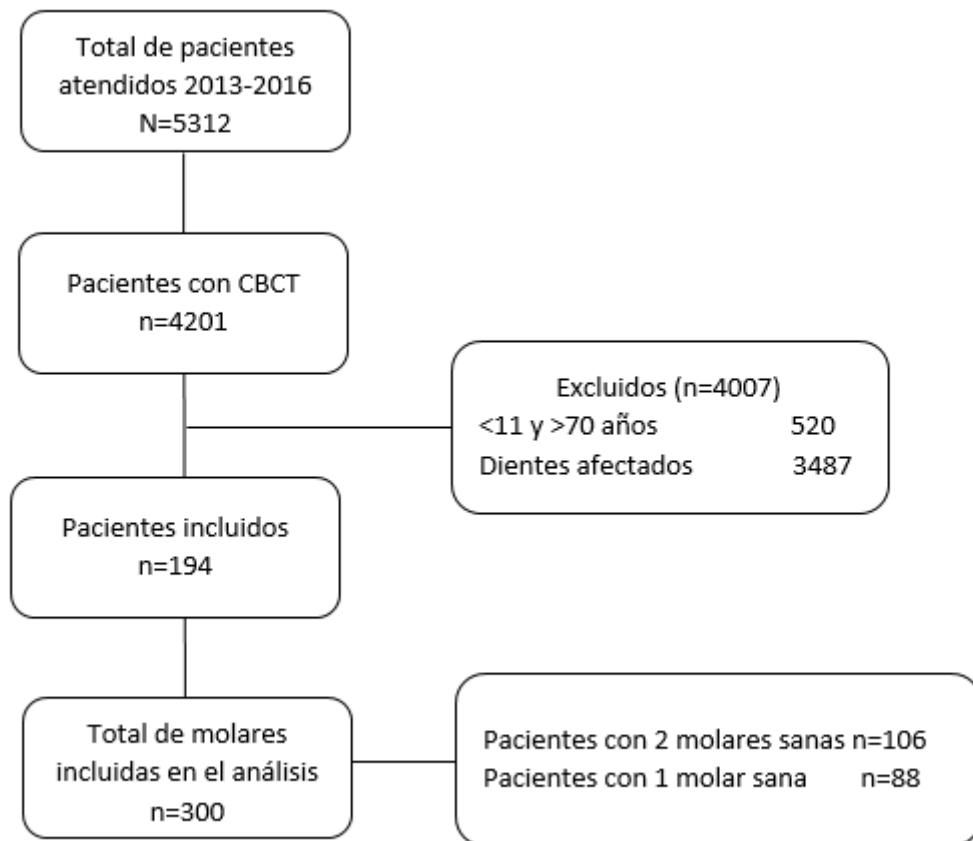 Total de pacientes
atendidos 2013-2016
N=5312
Pacientes con CBCT
n=4201
Excluidos (n=4007)
<11 y >70 años 520
Dientes afectados 3487
Pacientes incluidos
n=194
Total de molares
incluidas en el análisis
n=300
Pacientes con 2 molares sanas n=106
Pacientes con 1 molar sana n=88